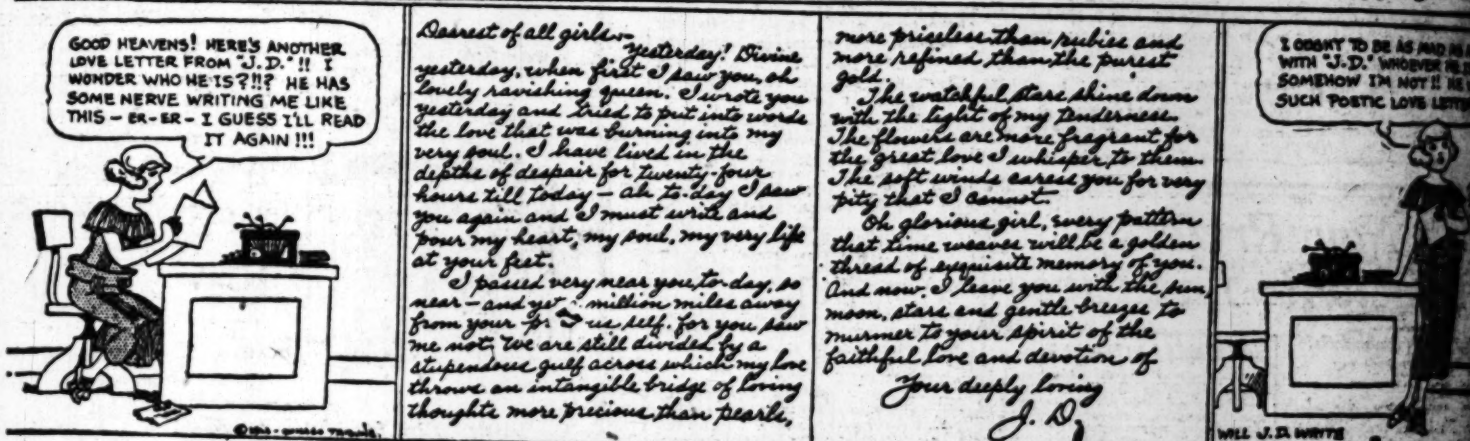 GOOD HEAVENS! HERE'S ANOTHER
LOVE LETTER FROM "J.D."!! I
WONDER WHO HE IS?!!? HE HAS
SOME NERVE WRITING ME LIKE
THIS – ER-ER – I GUESS I'LL READ
IT AGAIN!!!
Dearest of all girls —
Yesterday! Divine
yesterday, when first I saw you, oh
lovely ravishing queen. I wrote you
yesterday and tried to put into words
the love that was burning into my
very soul. I have lived in the
depths of despair for twenty-four
hours till today — ah to-day I saw
you again and I must write and
pour my heart, my soul, my very life
at your feet.
I passed very near you to-day, so
near — and yet million miles away
from your self. for you saw
me not. We are still divided by a
stupendous gulf across which my love
throws an intangible bridge of loving
thoughts more precious than pearls,
more priceless than rubies and
more refined than the purest
gold.
The watchful stars shine down
with the light of my tenderness.
The flowers are more fragrant for
the great love I whisper to them.
The soft winds caress you for very
pity that I cannot.
Oh glorious girl, every pattern
that time weaves will be a golden
thread of exquisite memory of you.
And now I leave you with the sun,
moon, stars and gentle breezes to
murmer to your spirit of the
faithful love and devotion of
Your deeply loving
J. D.
I OUGHT TO BE AS MAD AS
WITH "J.D." WHOEVER HE
SOMEHOW I'M NOT!! HE
SUCH POETIC LOVE
WILL J.D. WRITE